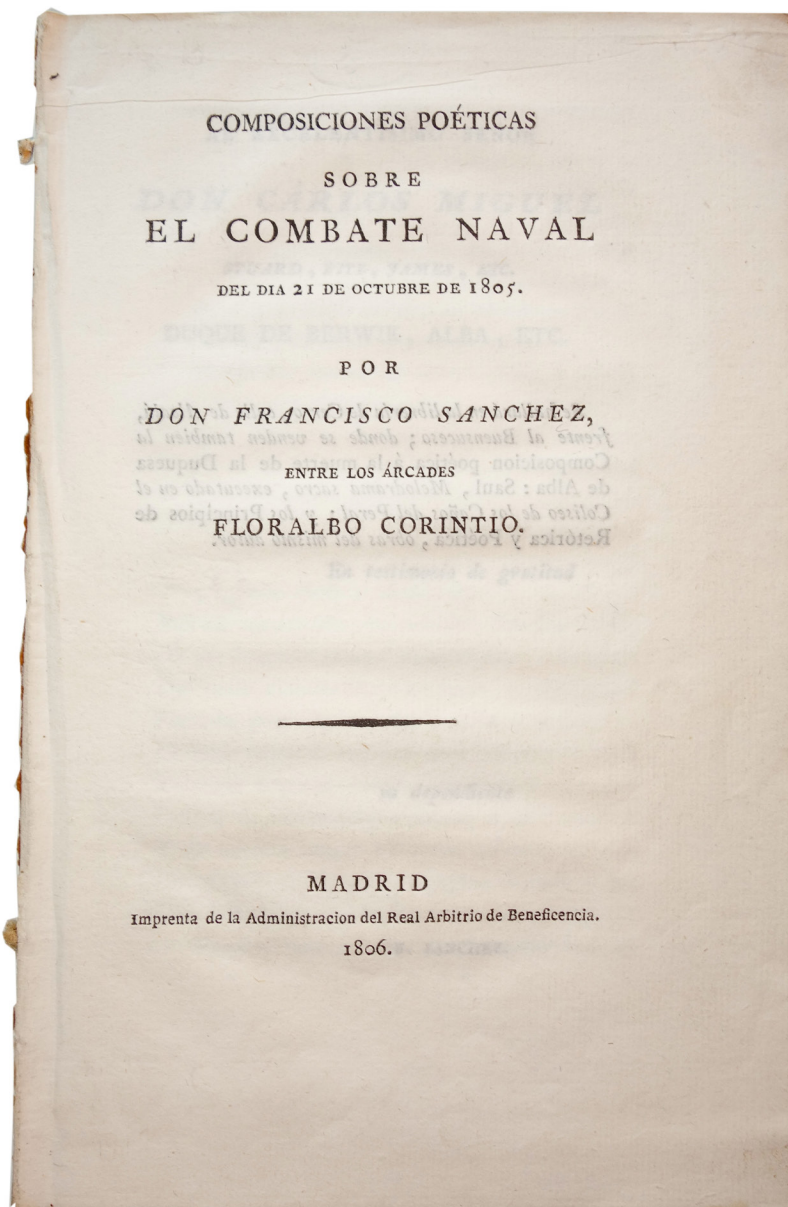 COMPOSICIONES POÉTICAS
SOBRE
EL COMBATE NAVAL
DEL DIA 21 DE OCTUBRE DE 1805.
POR
DON FRANCISCO SANCHEZ,
ENTRE LOS ÁRCADES
FLORALBO CORINTIO.
MADRID
Imprenta de la Administracion del Real Arbitrio de Beneficencia.
1806.